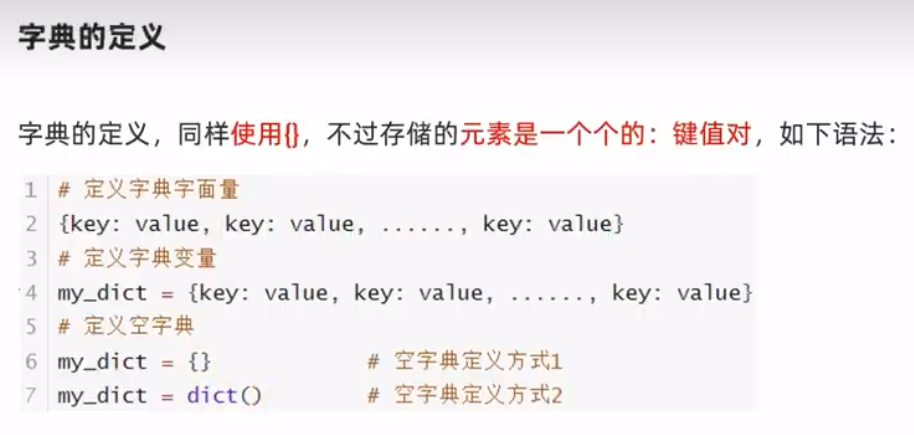 字典的定义
字典的定义，同样使用{}，不过存储的元素是一个个的：键值对，如下语法：
1 # 定义字典字面量
2 {key: value, key: value, ......, key: value}
3 # 定义字典变量
4 my_dict = {key: value, key: value, ......, key: value}
5 # 定义空字典
6 my_dict = {} # 空字典定义方式1
7 my_dict = dict() # 空字典定义方式2